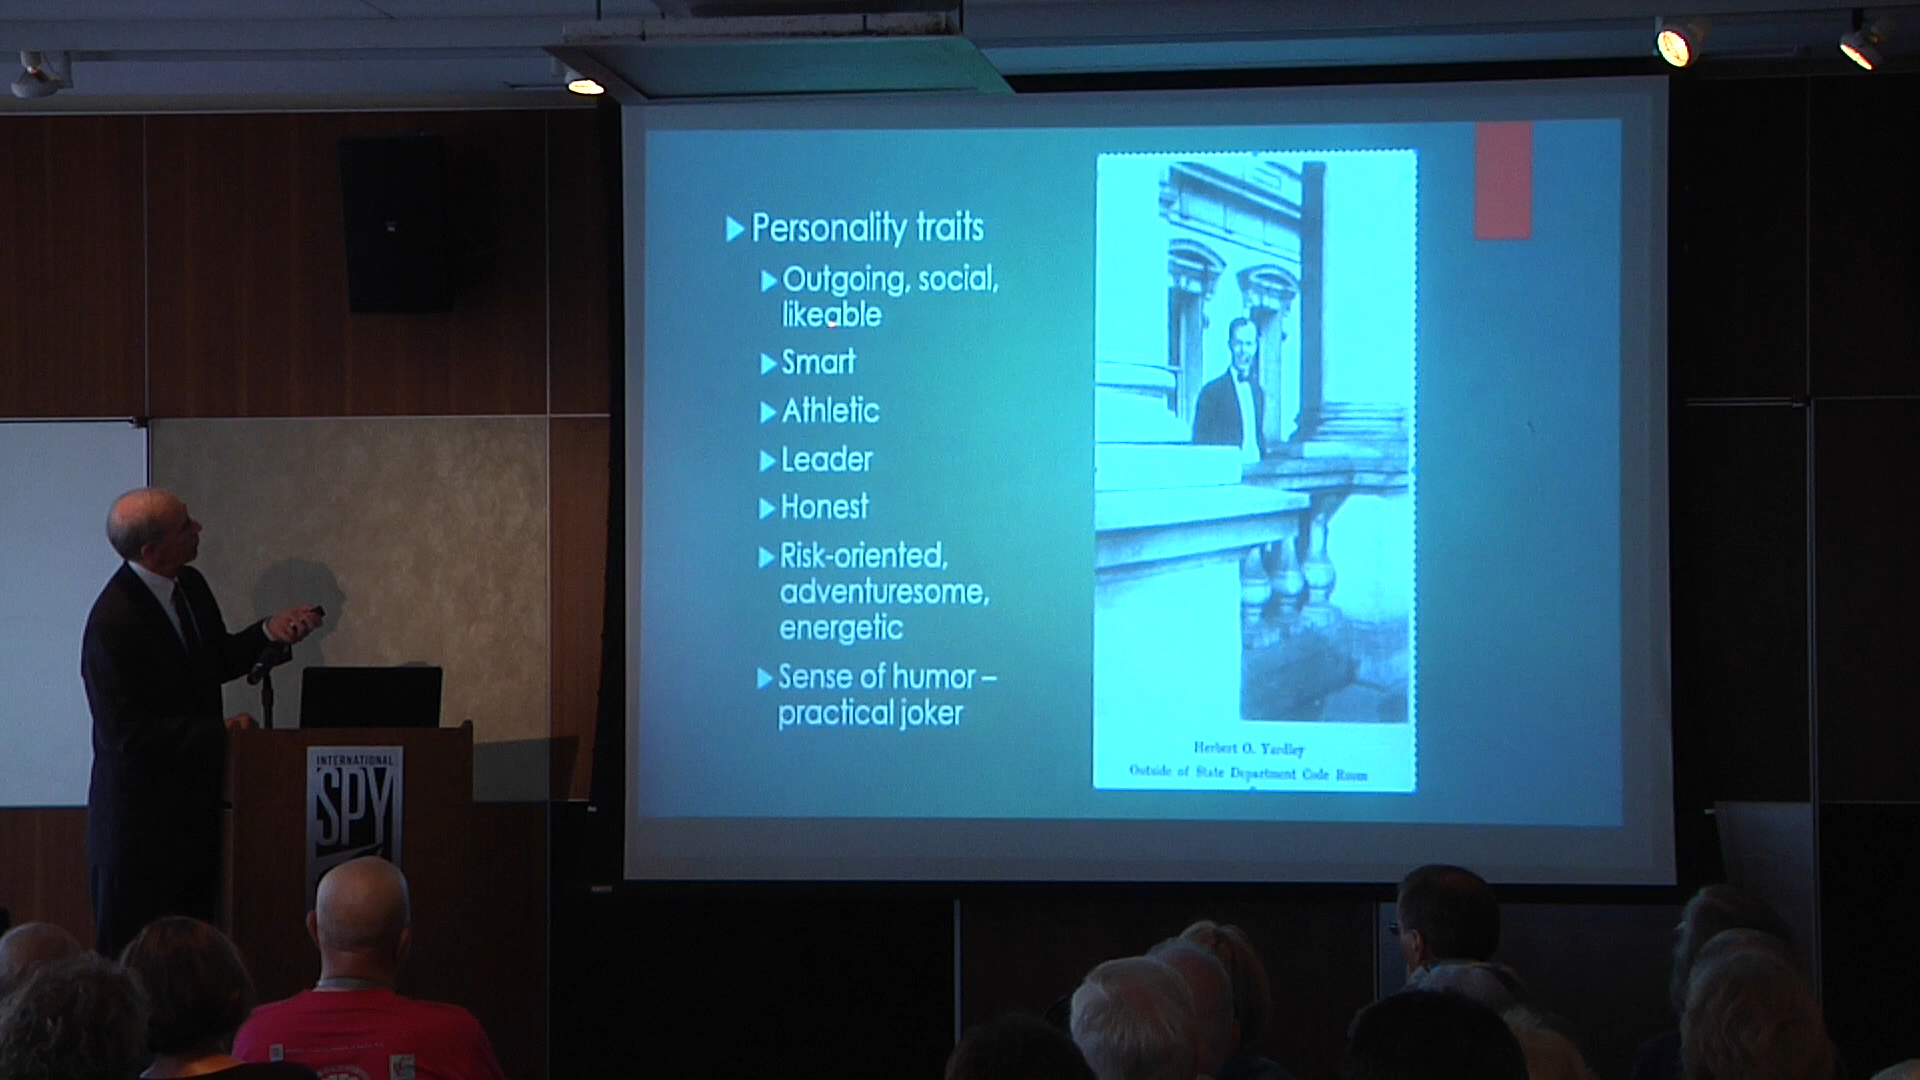 Personality traits
Outgoing, social,
likeable
Smart
Athletic
Leader
Honest
Risk-oriented,
adventuresome,
energetic
Sense of humor –
practical joker
Herbert O. Yardley
Outside of State Department Code Room
INTERNATIONAL
SPY